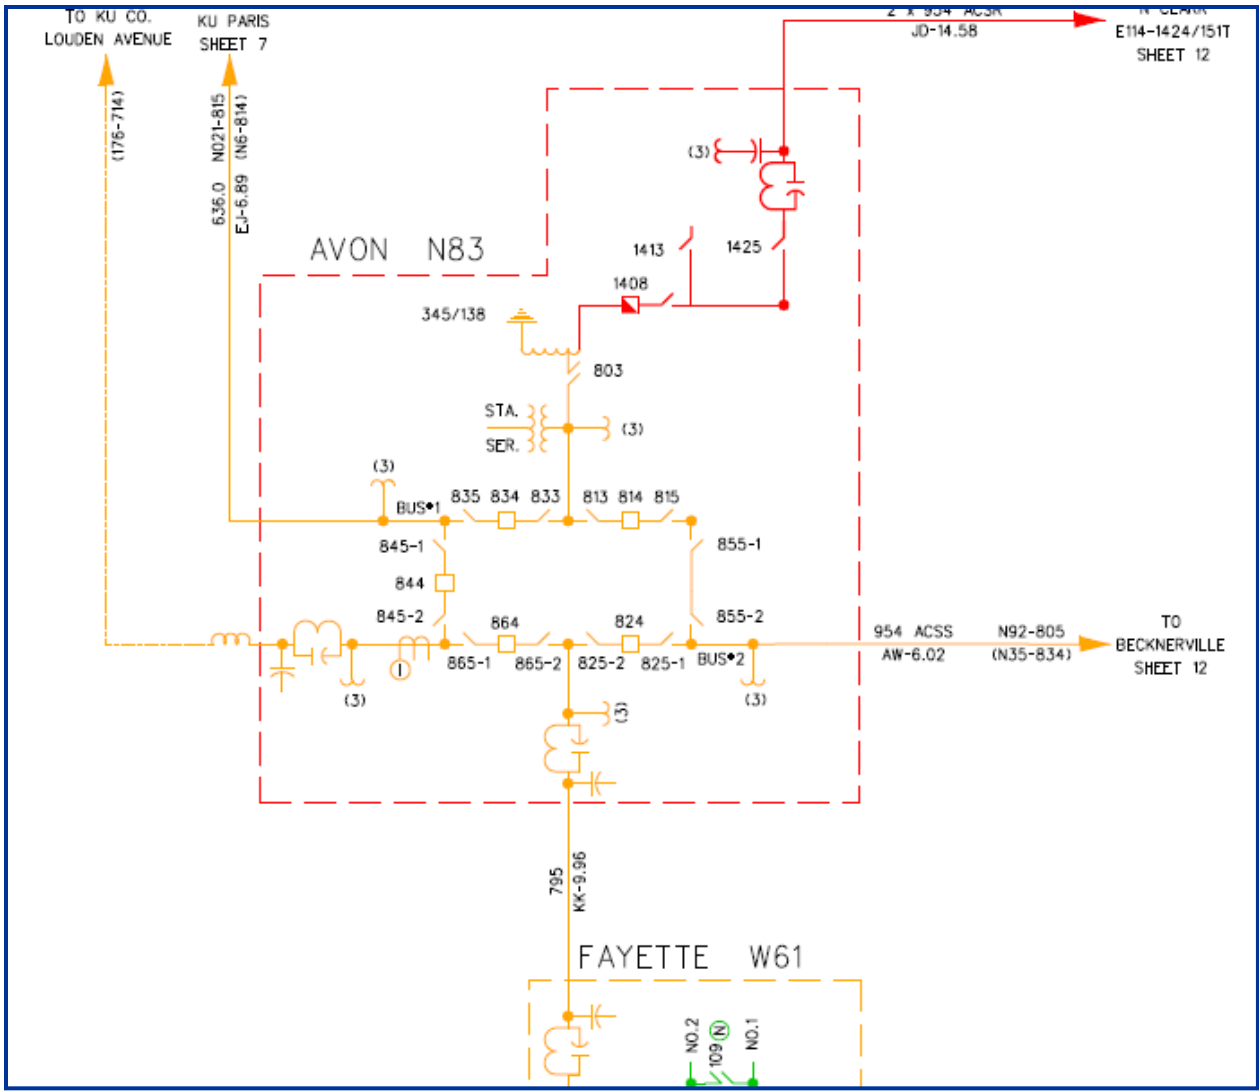 TO KU CO.
LOUDEN AVENUE
KU PARIS
SHEET 7
2 x 954 ACSR
JD-14.58
N CLARK
E114-1424/151T
SHEET 12
(176-714)
636.0 N021-815
EJ-6.89 (N6-814)
(3)
AVON N83
1413
1425
1408
345/138
803
STA.
SER.
(3)
(3)
BUS 1
835 834 833 813 814 815
845-1
855-1
844
845-2
864
824
855-2
865-1 865-2 825-2 825-1 BUS 2
I
(3)
(3)
(3)
954 ACSS N92-805
AW-6.02 (N35-834)
TO
BECKNERVILLE
SHEET 12
795
KK-9.96
FAYETTE W61
NO.2
109 N
NO.1